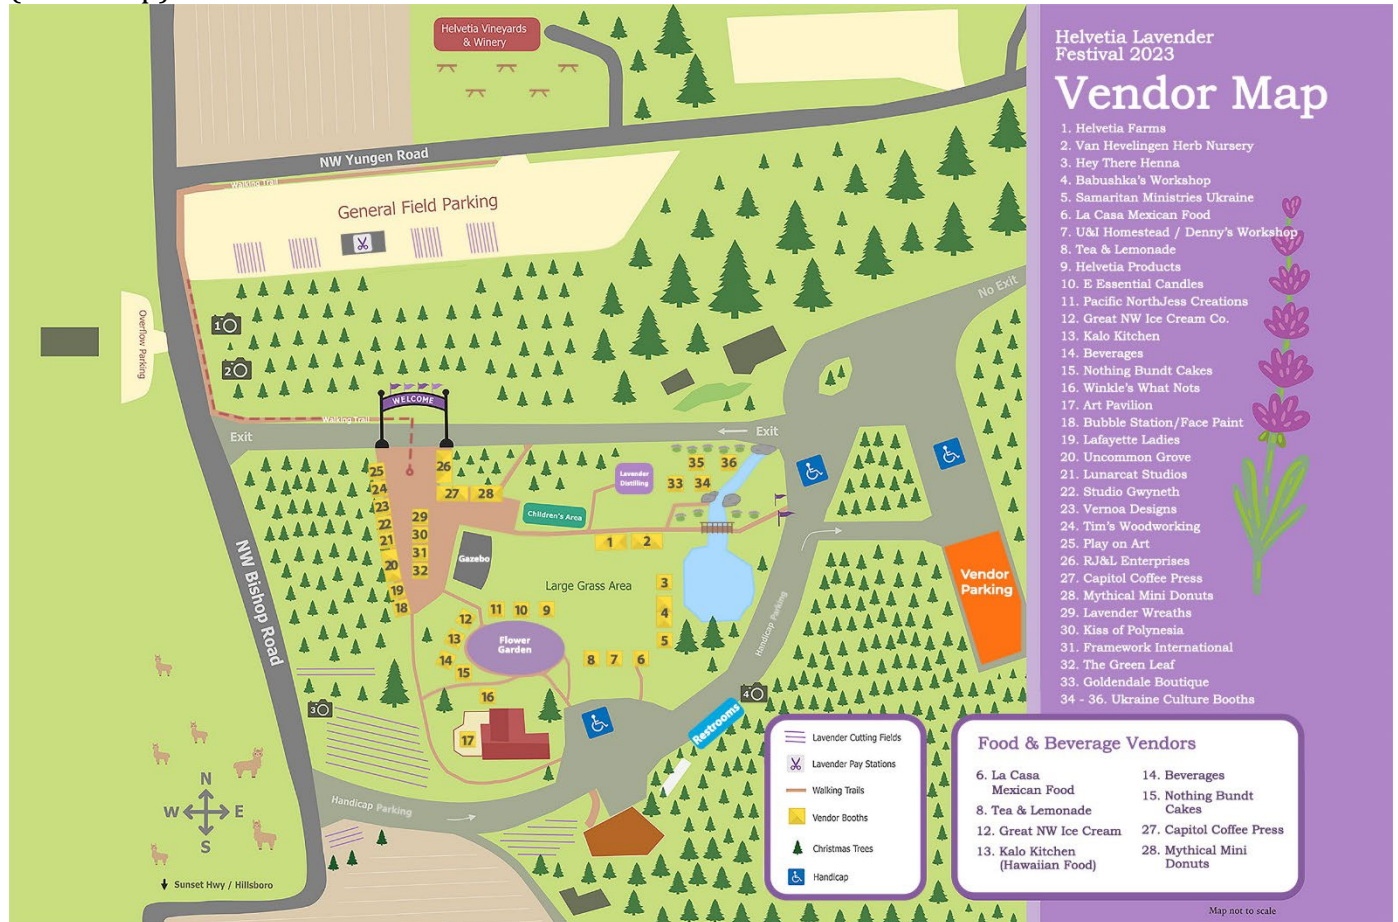 Helvetia Vineyards
& Winery
NW Yungen Road
Walking Trail
General Field Parking
Overflow Parking
1
2
WELCOME
Walking Trail
Exit
Exit
No Exit
NW Bishop Road
25
24
23
22
21
20
19
18
26
27
28
29
30
31
32
Children's Area
Lavender
Distilling
35
36
33
34
Gazebo
1
2
Large Grass Area
3
4
5
11
10
9
12
13
14
15
Flower
Garden
8
7
6
16
17
Handicap Parking
Vendor
Parking
3
4
Restrooms
Handicap Parking
N
W
E
S
Sunset Hwy / Hillsboro
Lavender Cutting Fields
Lavender Pay Stations
Walking Trails
Vendor Booths
Christmas Trees
Handicap
Helvetia Lavender
Festival 2023
Vendor Map
1. Helvetia Farms
2. Van Hevelingen Herb Nursery
3. Hey There Henna
4. Babushka's Workshop
5. Samaritan Ministries Ukraine
6. La Casa Mexican Food
7. U&I Homestead / Denny's Workshop
8. Tea & Lemonade
9. Helvetia Products
10. E Essential Candles
11. Pacific NorthJess Creations
12. Great NW Ice Cream Co.
13. Kalo Kitchen
14. Beverages
15. Nothing Bundt Cakes
16. Winkle's What Nots
17. Art Pavilion
18. Bubble Station/Face Paint
19. Lafayette Ladies
20. Uncommon Grove
21. Lunarcat Studios
22. Studio Gwyneth
23. Vernoa Designs
24. Tim's Woodworking
25. Play on Art
26. RJ&L Enterprises
27. Capitol Coffee Press
28. Mythical Mini Donuts
29. Lavender Wreaths
30. Kiss of Polynesia
31. Framework International
32. The Green Leaf
33. Goldendale Boutique
34 - 36. Ukraine Culture Booths
Food & Beverage Vendors
6. La Casa
Mexican Food
8. Tea & Lemonade
12. Great NW Ice Cream
13. Kalo Kitchen
(Hawaiian Food)
14. Beverages
15. Nothing Bundt
Cakes
27. Capitol Coffee Press
28. Mythical Mini
Donuts
Map not to scale